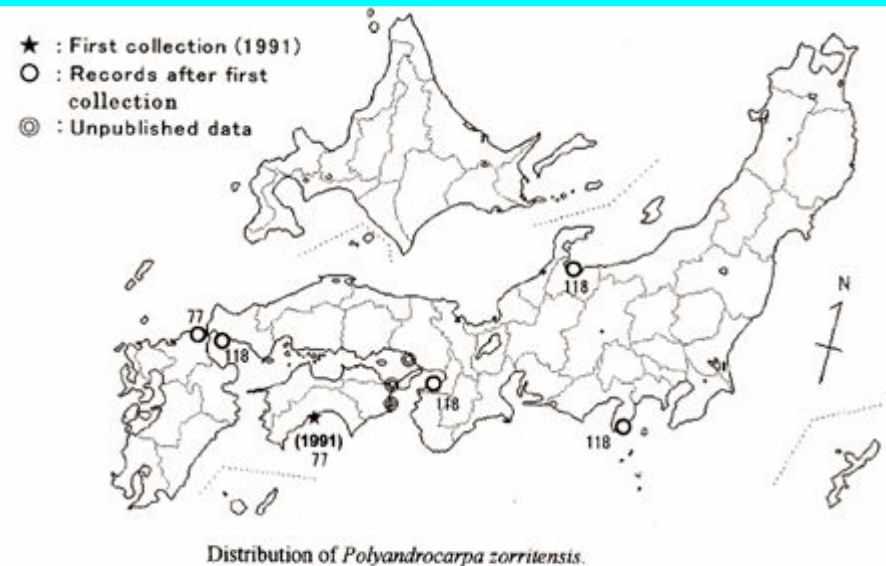 ★ : First collection (1991)
○ : Records after first
collection
◎ : Unpublished data
118
N
77
118
118
(1991)
77
118
Distribution of Polyandrocarpa zorritensis.